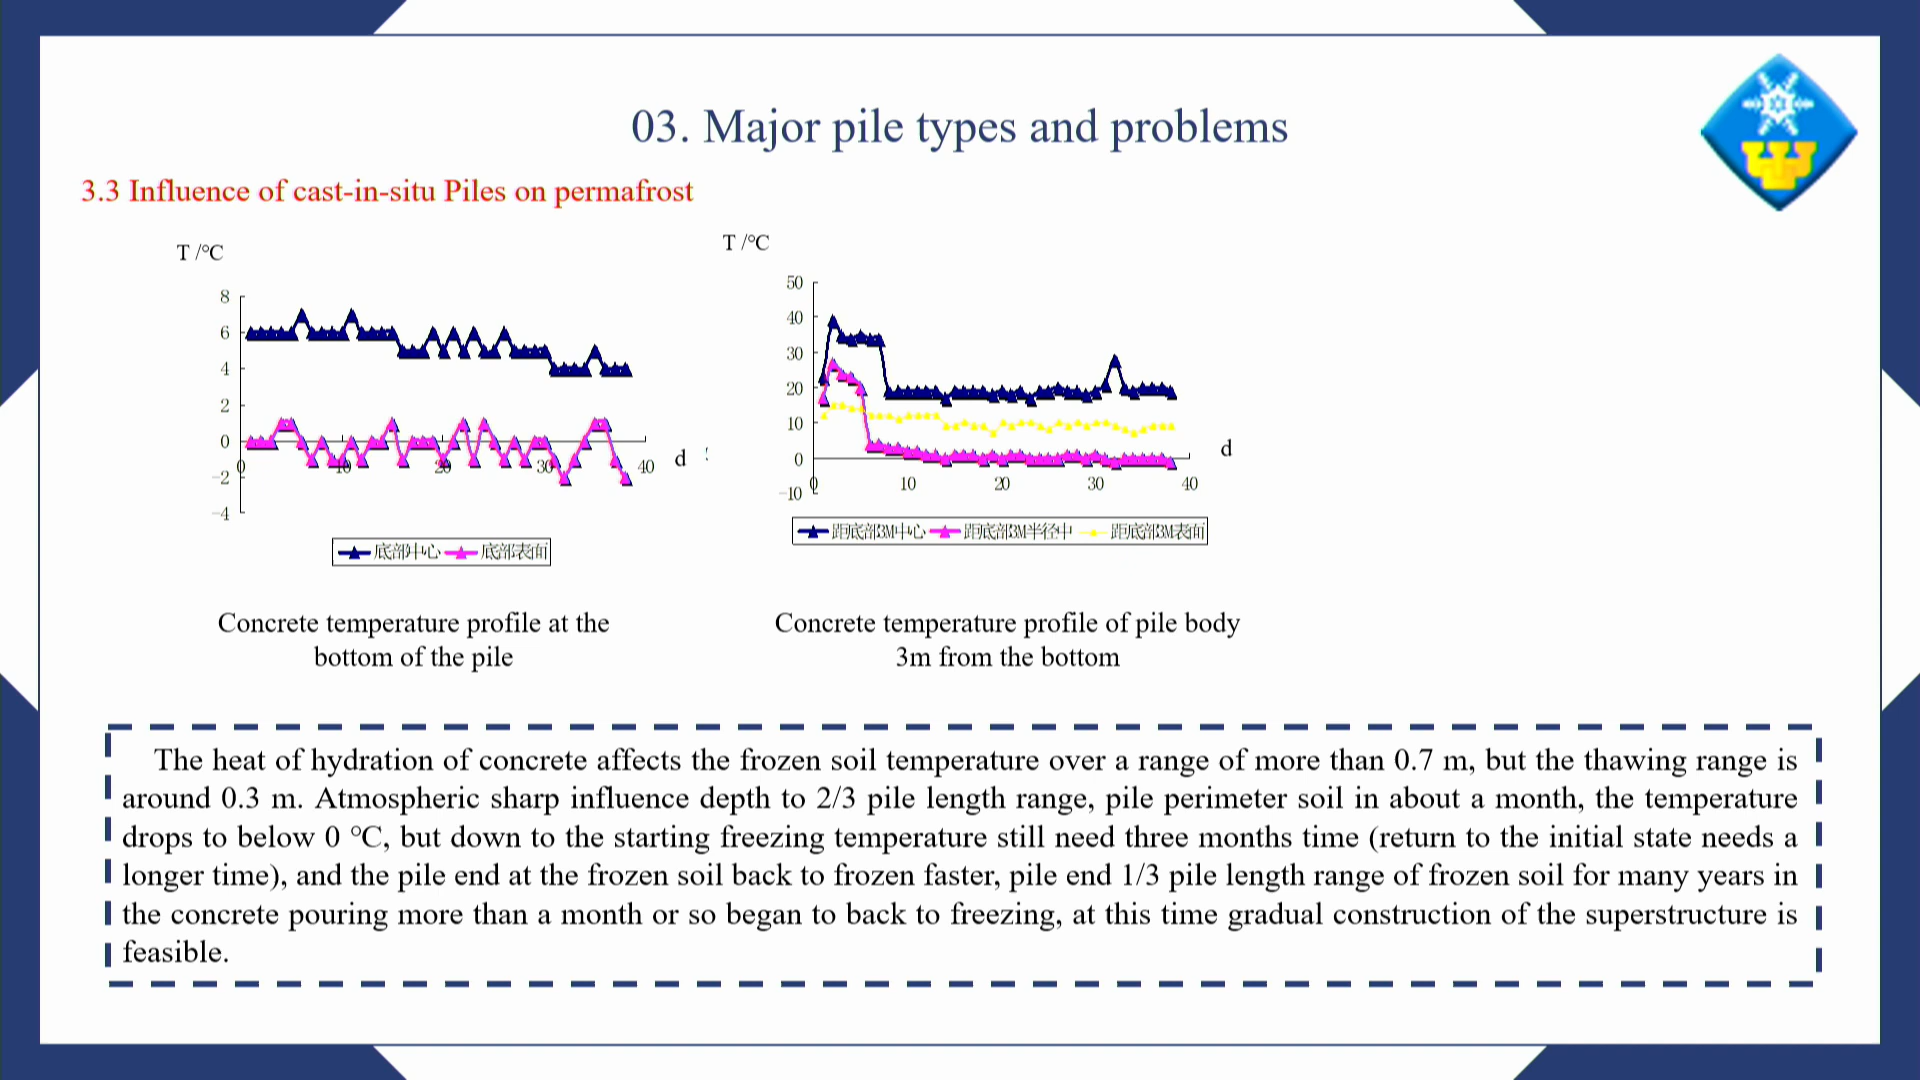 03. Major pile types and problems
3.3 Influence of cast-in-situ Piles on permafrost
T /°C
8
6
4
2
0
-2
-4
0
10
20
30
40
d
底部中心 底部表面
Concrete temperature profile at the
bottom of the pile
T /°C
50
40
30
20
10
0
-10
0
10
20
30
40
d
距底部3M中心 距底部3M半径中 距底部3M表面
Concrete temperature profile of pile body
3m from the bottom
The heat of hydration of concrete affects the frozen soil temperature over a range of more than 0.7 m, but the thawing range is
around 0.3 m. Atmospheric sharp influence depth to 2/3 pile length range, pile perimeter soil in about a month, the temperature
drops to below 0 °C, but down to the starting freezing temperature still need three months time (return to the initial state needs a
longer time), and the pile end at the frozen soil back to frozen faster, pile end 1/3 pile length range of frozen soil for many years in
the concrete pouring more than a month or so began to back to freezing, at this time gradual construction of the superstructure is
feasible.